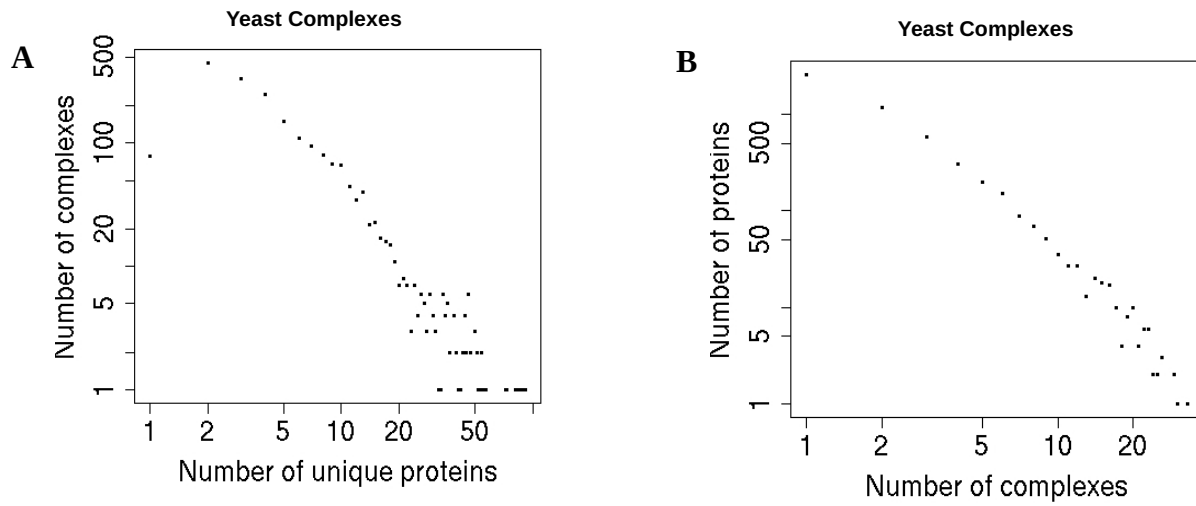 Yeast Complexes
A
Number of complexes
500
100
20
5
1
1 2 5 10 20 50
Number of unique proteins
Yeast Complexes
B
Number of proteins
500
50
5
1
1 2 5 10 20
Number of complexes